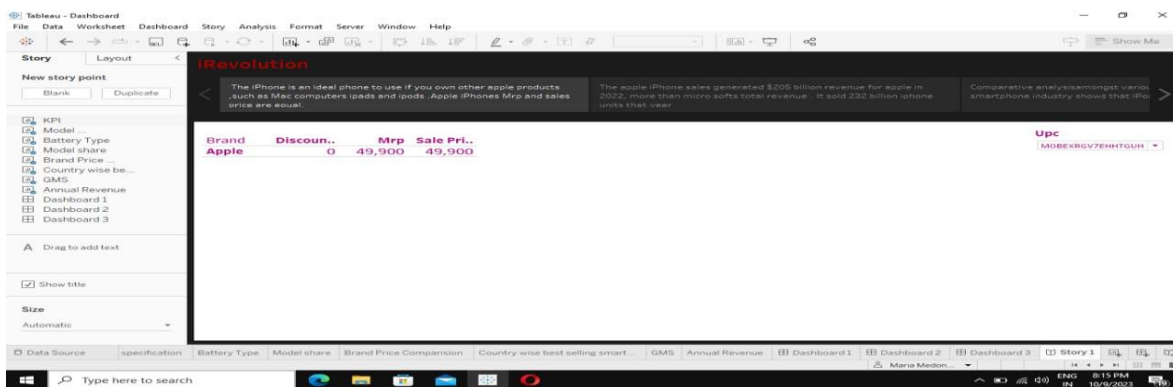 Tableau - Dashboard
File Data Worksheet Dashboard Story Analysis Format Server Window Help
Show Me
Story Layout
iRevolution
New story point
Blank Duplicate
The iPhone is an ideal phone to use if you own other apple products
,such as Mac computers ipads and ipods .Apple iPhones Mrp and sales
price are equal.
The apple iPhone sales generated $205 billion revenue for apple in
2022, more than micro softs total revenue . It sold 232 billion iphone
units that year
Comparative analysisamongst variou
smartphone industry shows that iPo
KPI
Model ...
Battery Type
Model share
Brand Price ...
Country wise be...
GMS
Annual Revenue
Dashboard 1
Dashboard 2
Dashboard 3
Brand Discoun.. Mrp Sale Pri..
Apple 0 49,900 49,900
Upc
MOBEXRGV7EHHTGUH
A Drag to add text
Show title
Size
Automatic
Data Source specification Battery Type Model share Brand Price Comparision Country wise best selling smart... GMS Annual Revenue Dashboard 1 Dashboard 2 Dashboard 3 Story 1
Maria Medon...
Type here to search
ENG 8:15 PM
IN 10/9/2023